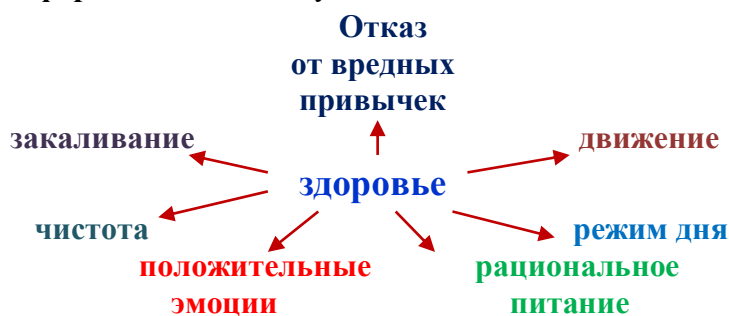 Отказ
от вредных
привычек
закаливание
движение
здоровье
чистота
режим дня
положительные
эмоции
рациональное
питание